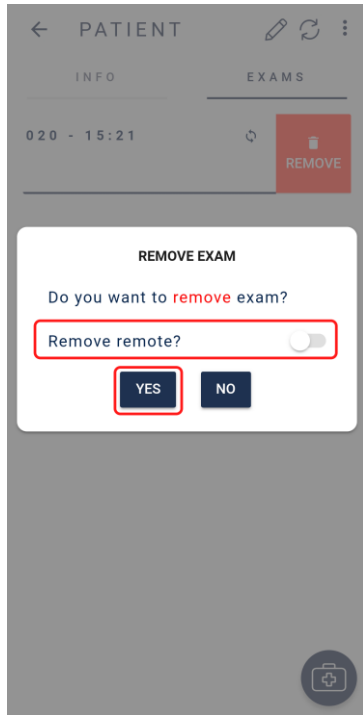 PATIENT
INFO EXAMS
020 - 15:21
REMOVE
REMOVE EXAM
Do you want to remove exam?
Remove remote?
YES NO